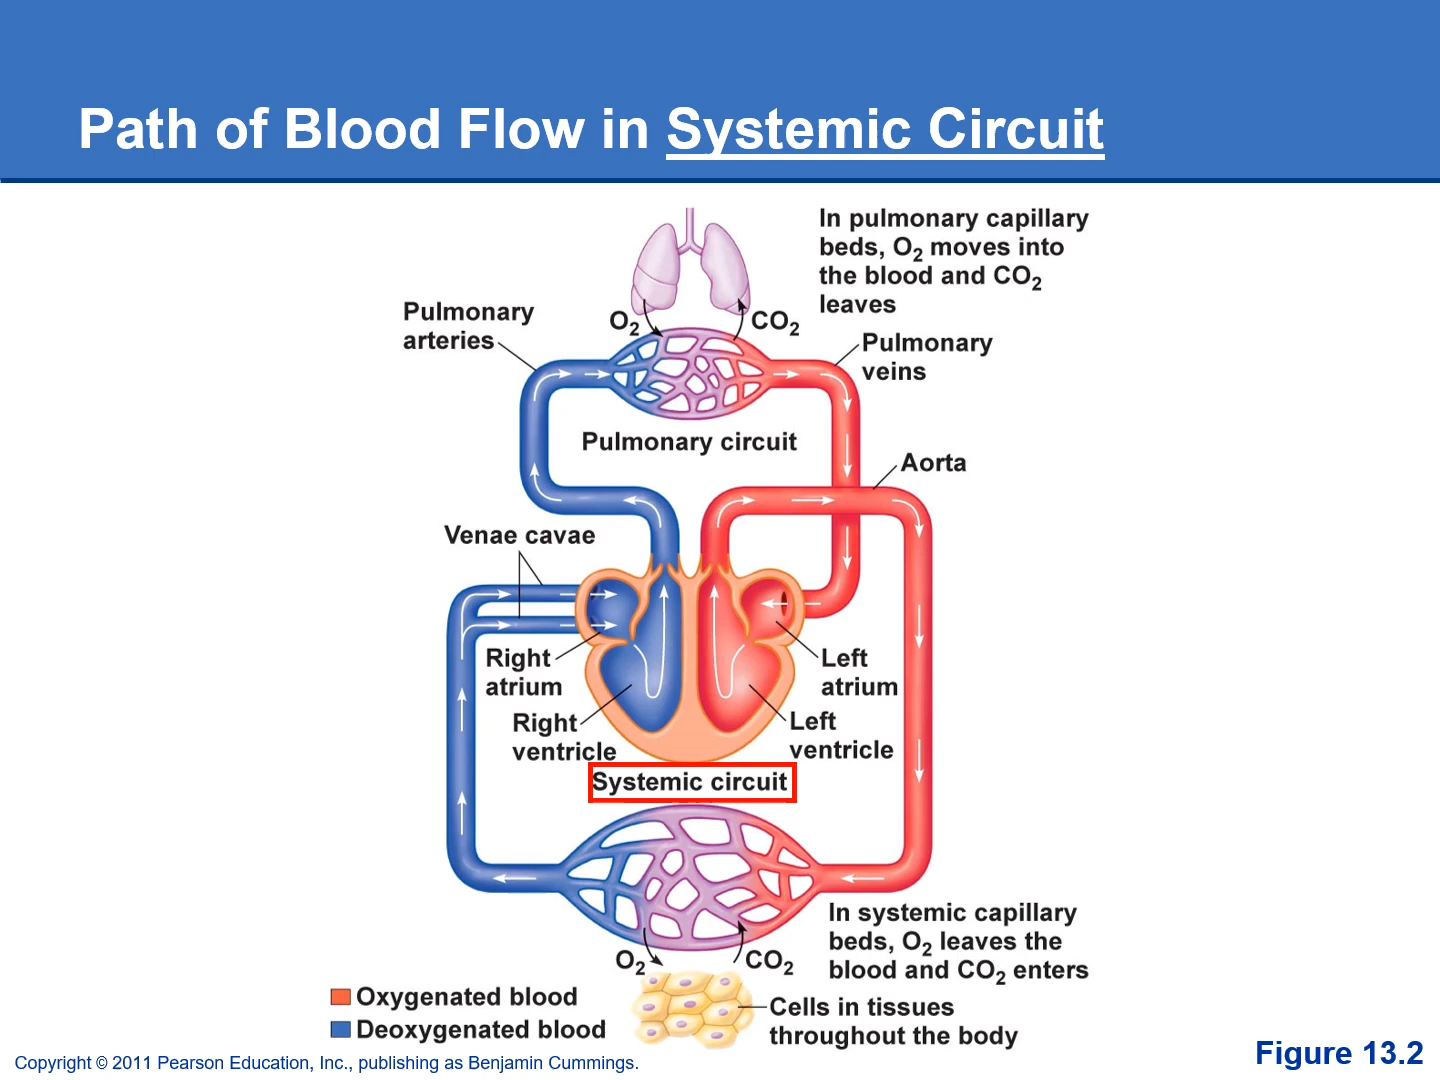 Path of Blood Flow in Systemic Circuit
In pulmonary capillary
beds, O2 moves into
the blood and CO2
leaves
Pulmonary
arteries
O2
CO2
Pulmonary
veins
Pulmonary circuit
Aorta
Venae cavae
Right
atrium
Left
atrium
Right
ventricle
Left
ventricle
Systemic circuit
In systemic capillary
beds, O2 leaves the
blood and CO2 enters
O2
CO2
Oxygenated blood
Deoxygenated blood
Cells in tissues
throughout the body
Copyright © 2011 Pearson Education, Inc., publishing as Benjamin Cummings.
Figure 13.2